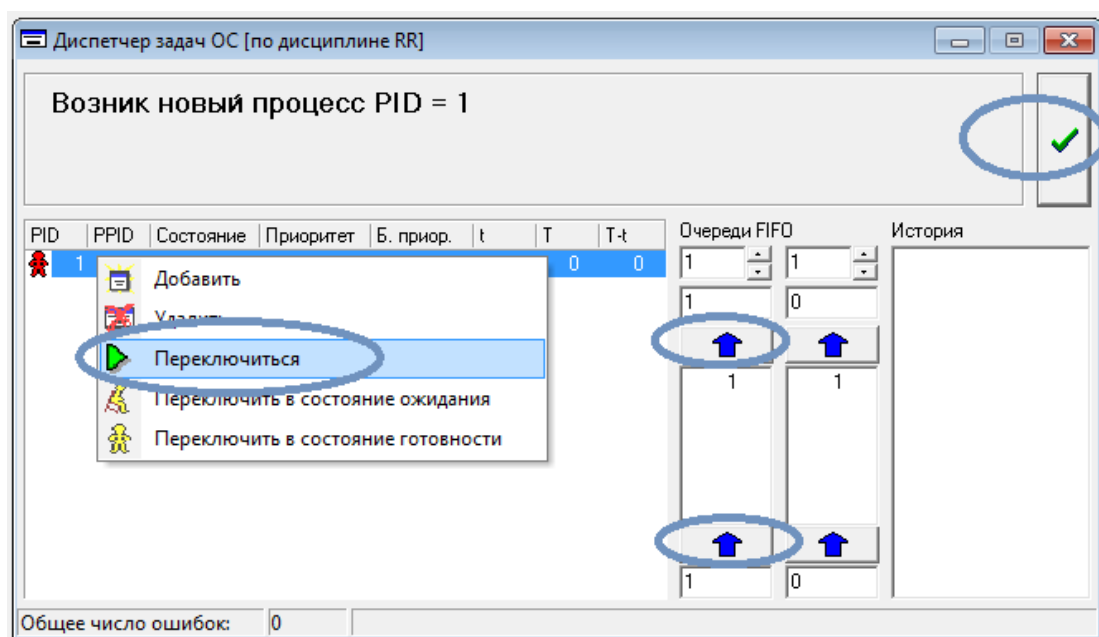 Диспетчер задач ОС [по дисциплине RR]
Возник новый процесс PID = 1
PID PPID Состояние Приоритет Б. приор. t T T-t
1 0 0
Добавить
Удалить
Переключиться
Переключить в состояние ожидания
Переключить в состояние готовности
Очереди FIFO
1 1
1 0
1 1
1 0
История
Общее число ошибок: 0